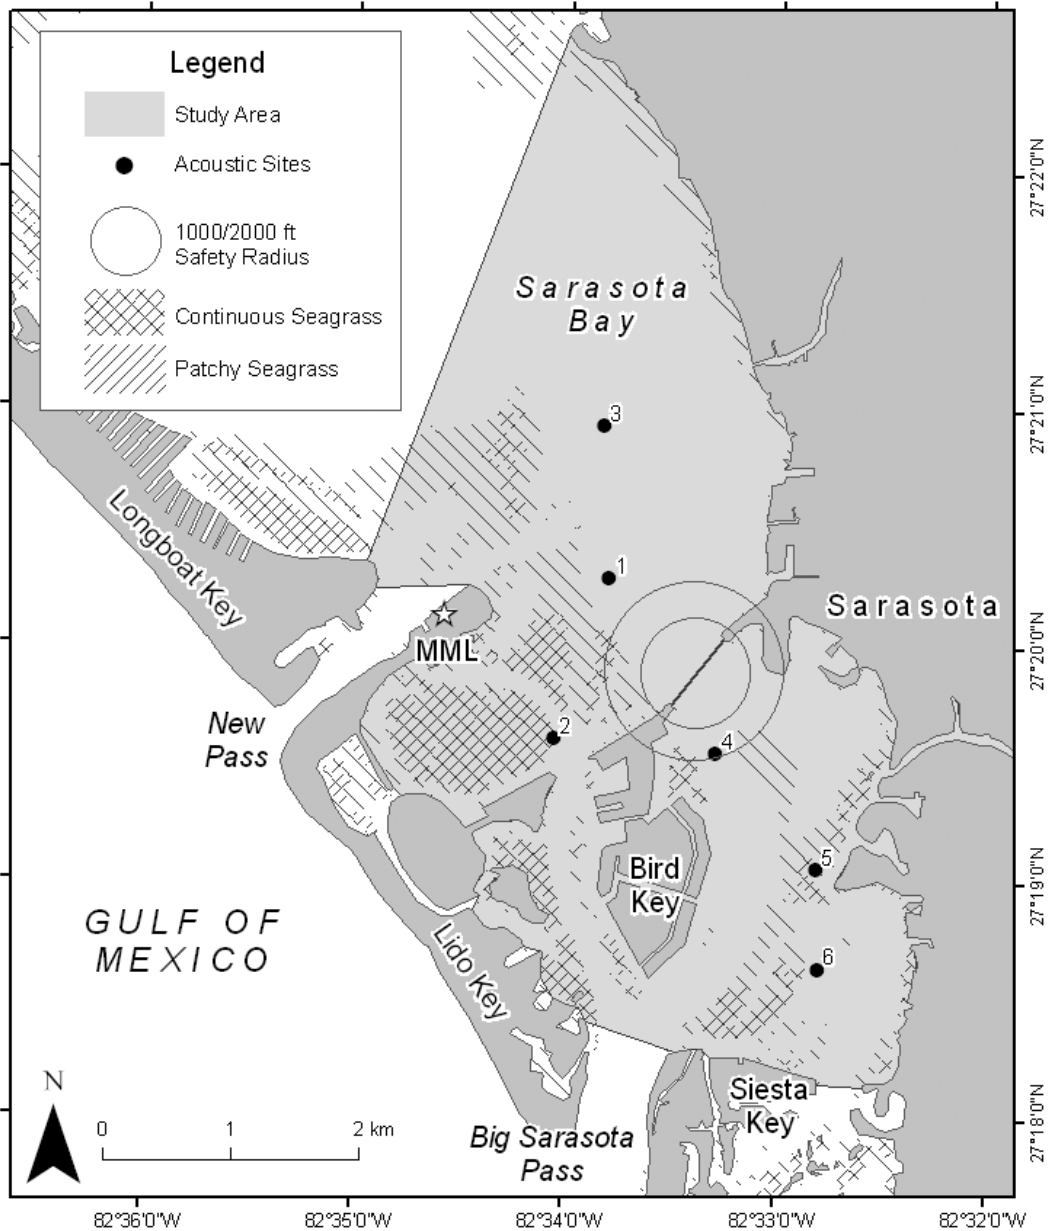 Legend
Study Area
Acoustic Sites
1000/2000 ft
Safety Radius
Continuous Seagrass
Patchy Seagrass
Sarasota
Bay
3
1
Sarasota
Longboat Key
MML
New
Pass
2
4
5
Bird
Key
6
GULF OF
MEXICO
Lido Key
Siesta
Key
Big Sarasota
Pass
N
0 1 2 km
27°22'0"N
27°21'0"N
27°20'0"N
27°19'0"N
27°18'0"N
82°36'0"W 82°35'0"W 82°34'0"W 82°33'0"W 82°32'0"W